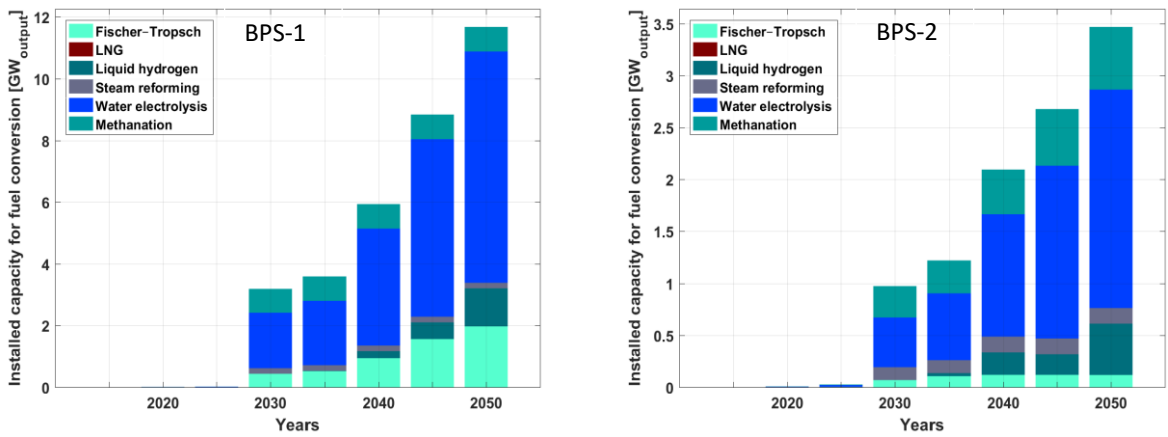 BPS-1
Installed capacity for fuel conversion [GW_output]
12
10
8
6
4
2
0
Fischer−Tropsch
LNG
Liquid hydrogen
Steam reforming
Water electrolysis
Methanation
2020
2030
2040
2050
Years
BPS-2
Installed capacity for fuel conversion [GW_output]
3.5
3
2.5
2
1.5
1
0.5
0
Fischer−Tropsch
LNG
Liquid hydrogen
Steam reforming
Water electrolysis
Methanation
2020
2030
2040
2050
Years